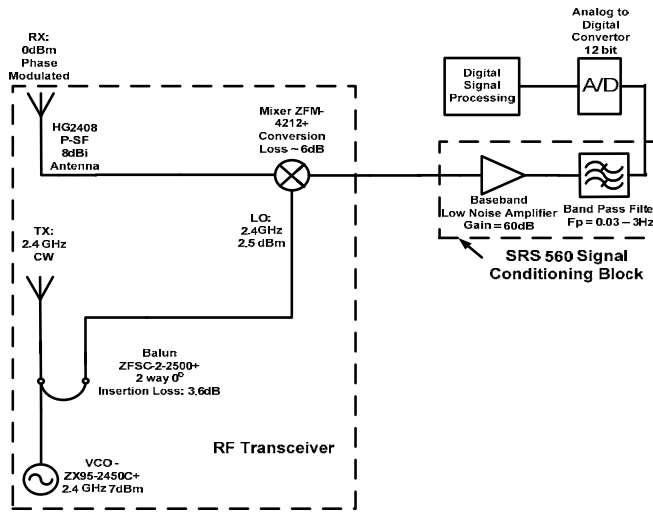 RX:
0dBm
Phase
Modulated
HG2408
P-SF
8dBi
Antenna
Mixer ZFM-
4212+
Conversion
Loss ~ 6dB
LO:
2.4GHz
2.5 dBm
TX:
2.4 GHz
CW
Balun:
ZFSC-2-2500+
2 way 0°
Insertion Loss: 3.6dB
VCO -
ZX95-2450C+
2.4 GHz 7dBm
RF Transceiver
Analog to
Digital
Convertor
12 bit
Digital
Signal
Processing
A/D
Baseband
Low Noise Amplifier
Gain = 60dB
Band Pass Filte
Fp = 0.03 – 3Hz
SRS 560 Signal
Conditioning Block